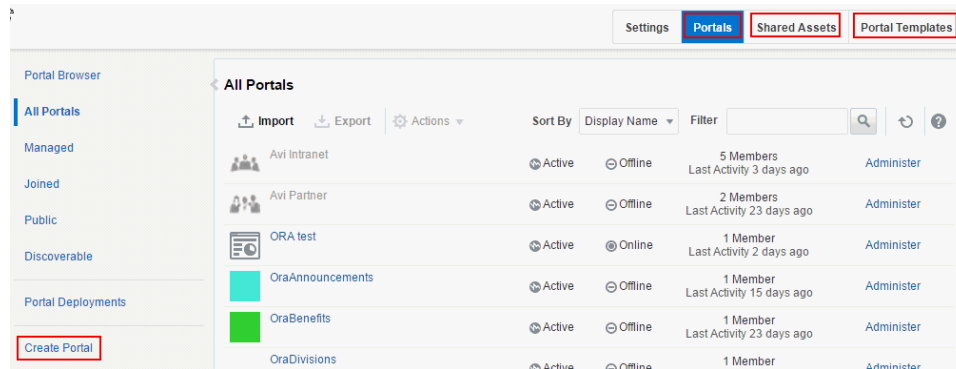 Settings Portals Shared Assets Portal Templates
Portal Browser
All Portals
Managed
Joined
Public
Discoverable
Portal Deployments
Create Portal
All Portals
Import Export Actions Sort By Display Name Filter
Avi Intranet Active Offline 5 Members Administer
Last Activity 3 days ago
Avi Partner Active Offline 2 Members Administer
Last Activity 23 days ago
ORA test Active Online 1 Member Administer
Last Activity 2 days ago
OraAnnouncements Active Offline 1 Member Administer
Last Activity 15 days ago
OraBenefits Active Offline 1 Member Administer
Last Activity 23 days ago
OraDivisions Active Offline 1 Member Administer